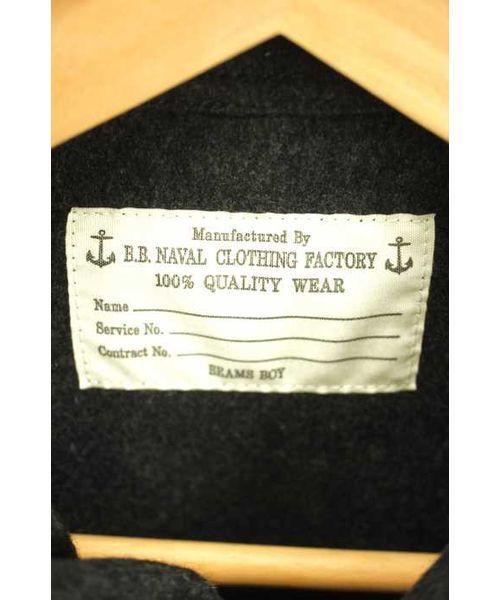 Manufactured By
B.B. NAVAL CLOTHING FACTORY
100% QUALITY WEAR
Name
Service No.
Contract No.
BEAMS BOY